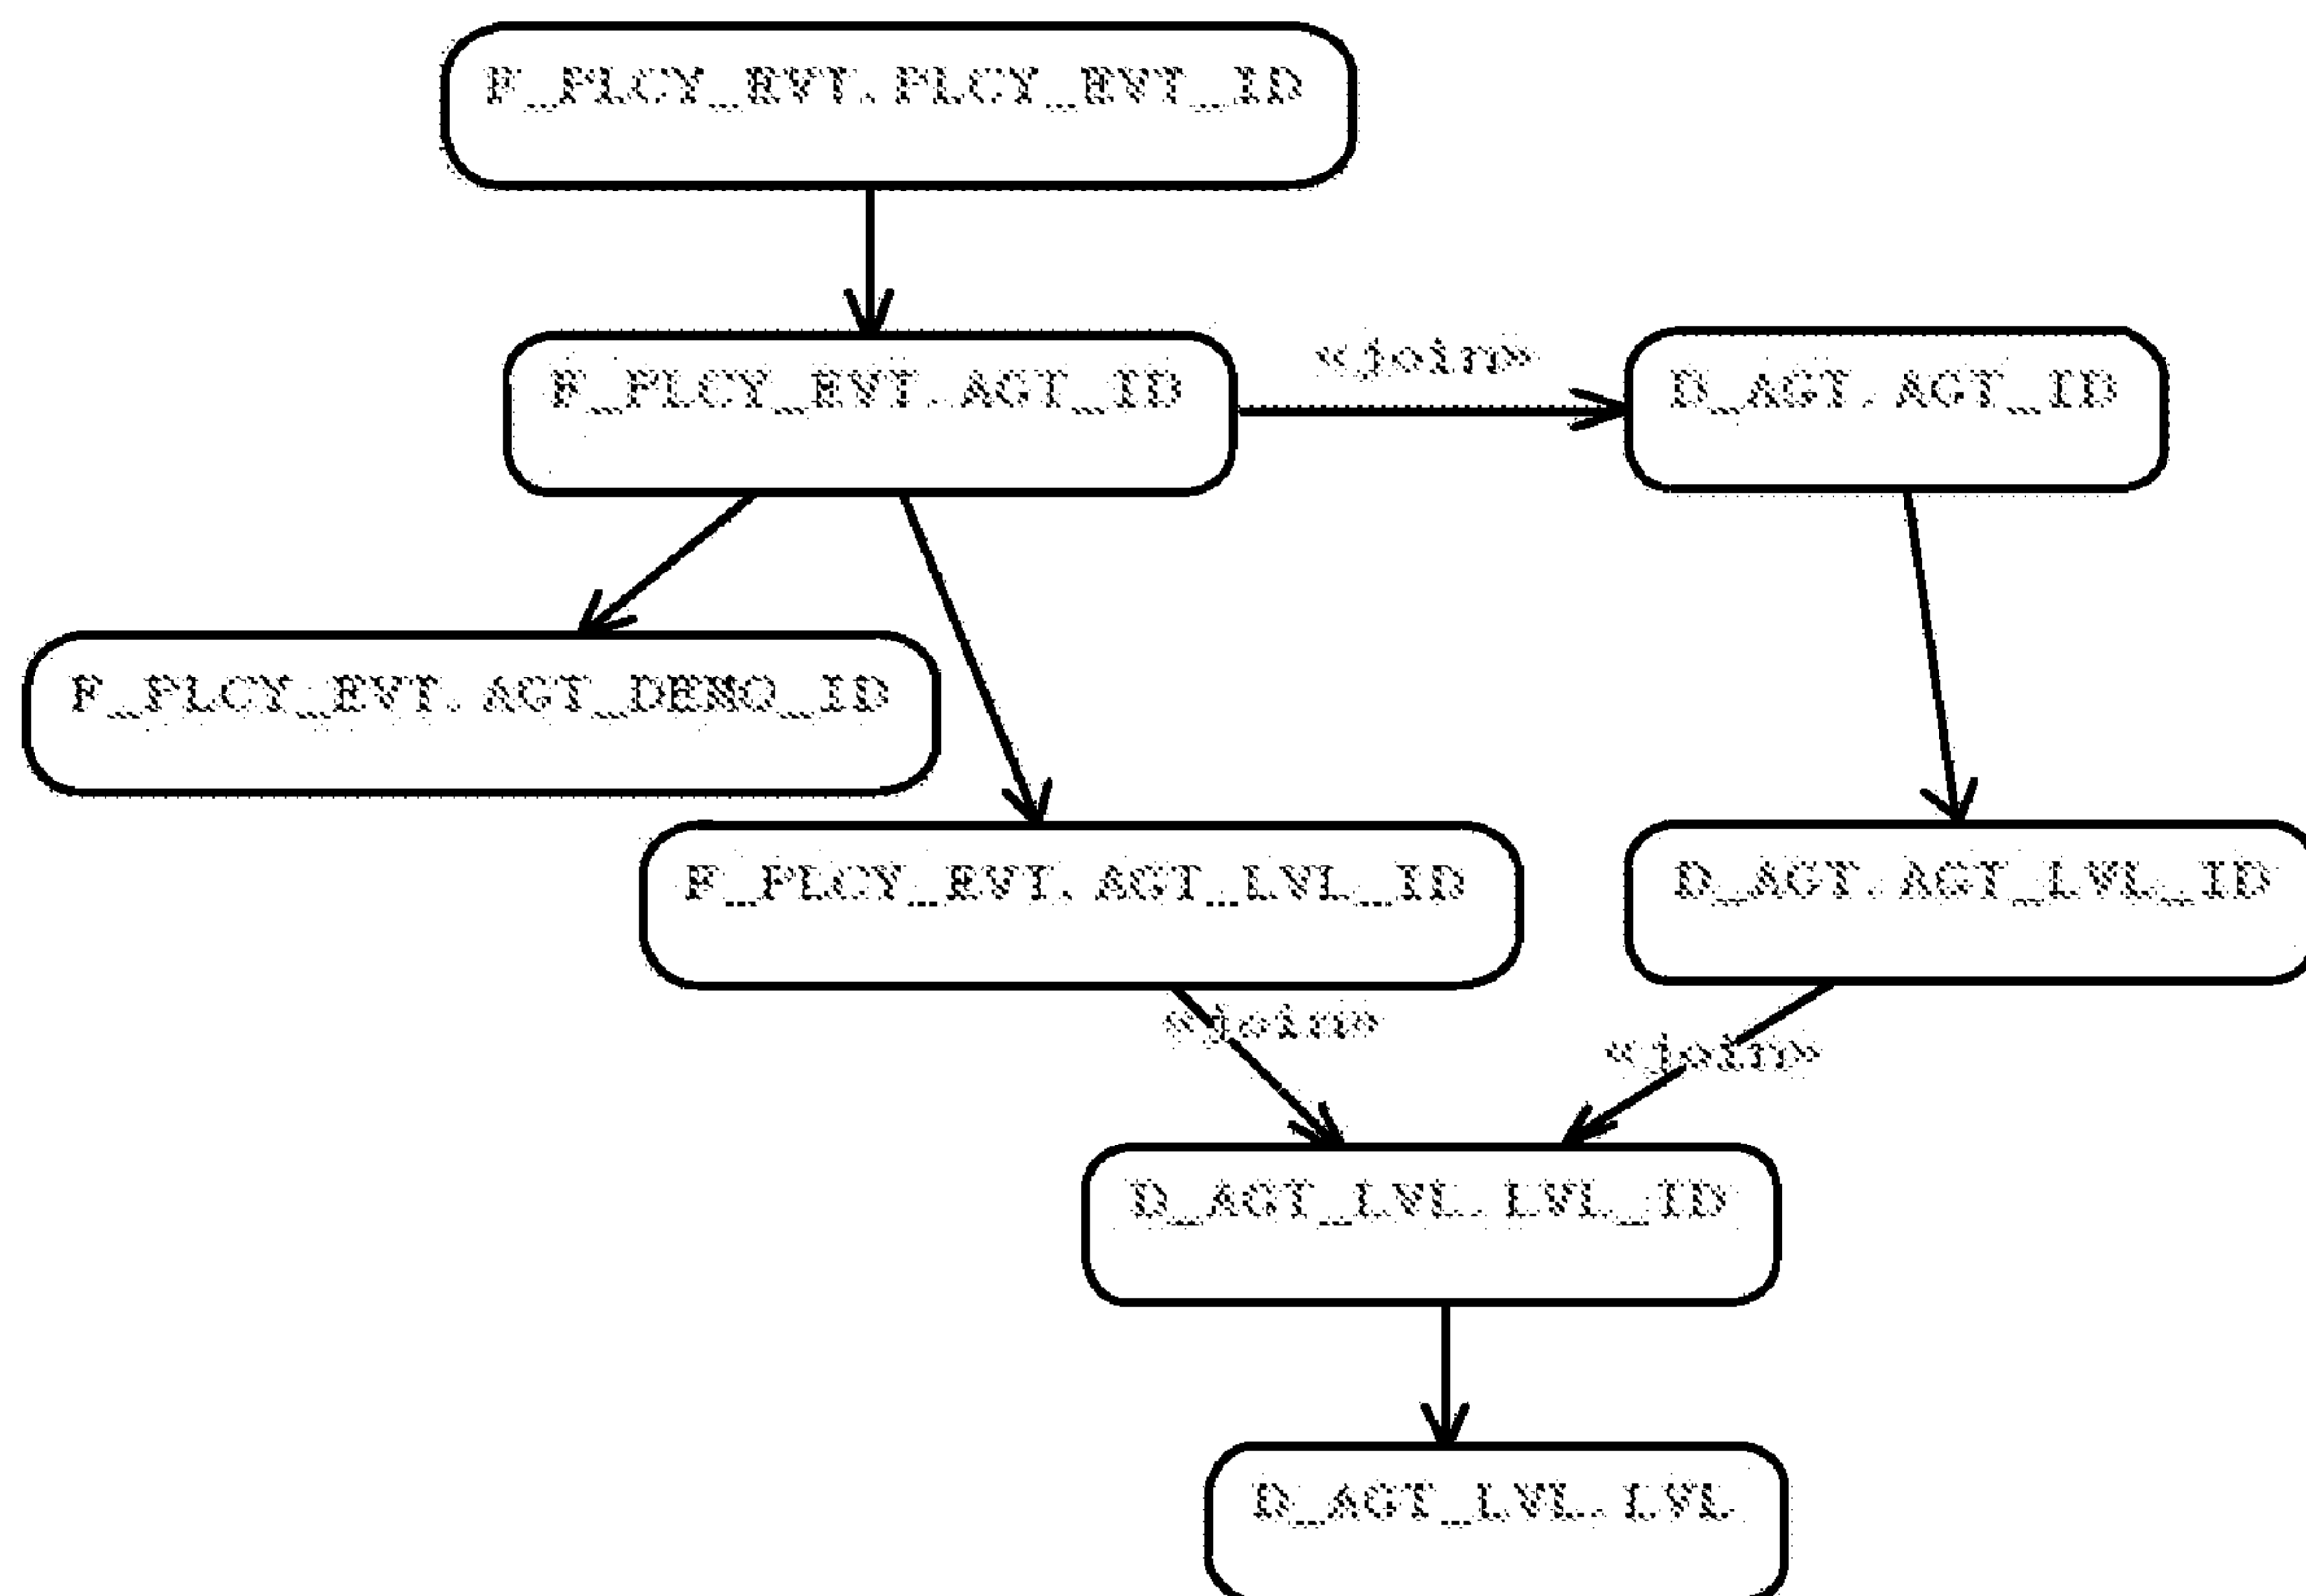 F_PLCY_EVT.PLCY_EVT_ID
F_PLCY_EVT.AGT_ID
«join»
D_AGT.AGT_ID
F_PLCY_EVT.AGT_DEMO_ID
F_PLCY_EVT.AGT_LVL_ID
D_AGT.AGT_LVL_ID
«join»
«join»
D_AGT_LVL.LVL_ID
D_AGT_LVL.LVL